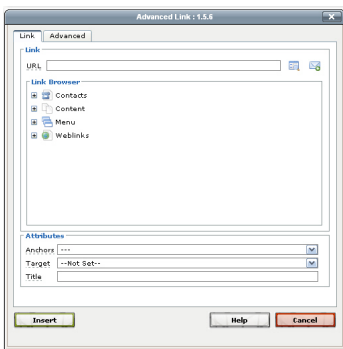 Advanced Link : 1.5.6
Link Advanced
Link
URL
Link Browser
Contacts
Content
Menu
Weblinks
Attributes
Anchors ---
Target --Not Set--
Title
Insert Help Cancel